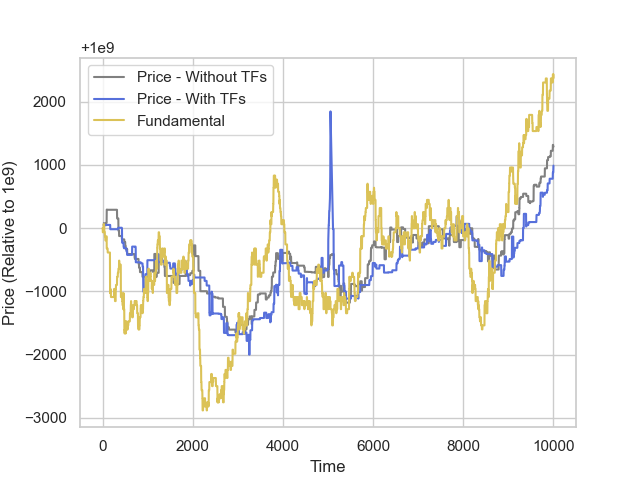 +1e9
Price - Without TFs
Price - With TFs
Fundamental
2000
1000
0
−1000
−2000
−3000
Price (Relative to 1e9)
0 2000 4000 6000 8000 10000
Time